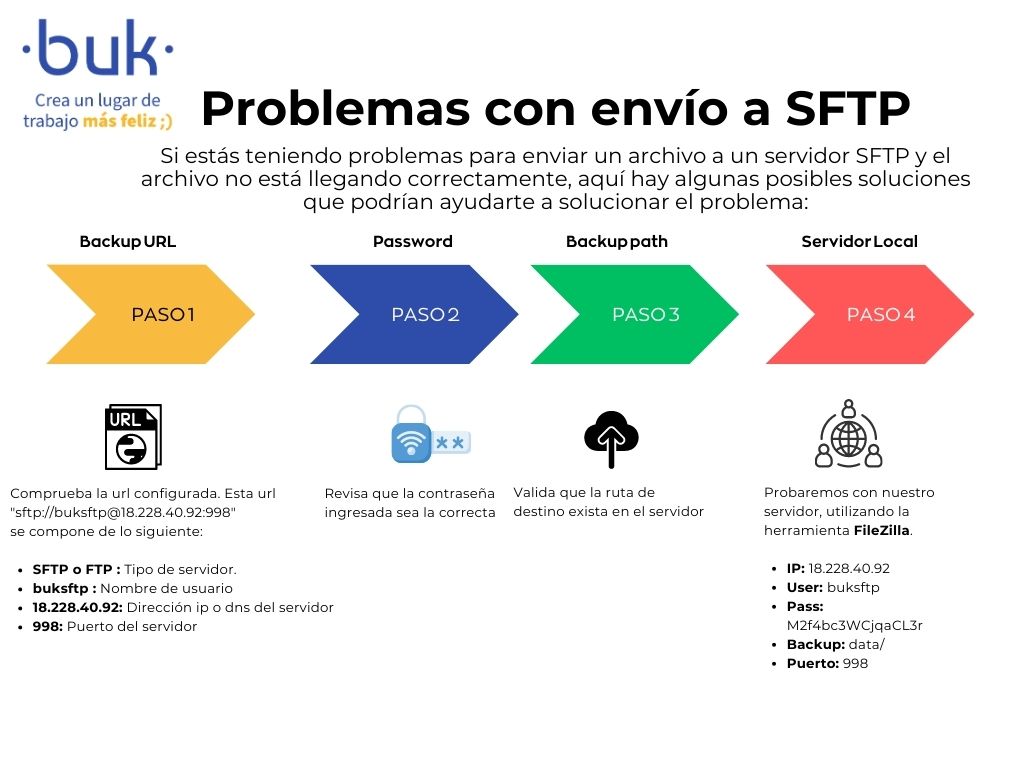 buk
Crea un lugar de
trabajo más feliz ;)
Problemas con envío a SFTP
Si estás teniendo problemas para enviar un archivo a un servidor SFTP y el
archivo no está llegando correctamente, aquí hay algunas posibles soluciones
que podrían ayudarte a solucionar el problema:
Backup URL
PASO 1
URL
Comprueba la url configurada. Esta url
"sftp://buksftp@18.228.40.92:998"
se compone de lo siguiente:
• SFTP o FTP : Tipo de servidor.
• buksftp : Nombre de usuario
• 18.228.40.92: Dirección ip o dns del servidor
• 998: Puerto del servidor
Password
PASO 2
**
Revisa que la contraseña
ingresada sea la correcta
Backup path
PASO 3
Valida que la ruta de
destino exista en el servidor
Servidor Local
PASO 4
Probaremos con nuestro
servidor, utilizando la
herramienta FileZilla.
• IP: 18.228.40.92
• User: buksftp
• Pass:
M2f4bc3WCjqaCL3r
• Backup: data/
• Puerto: 998